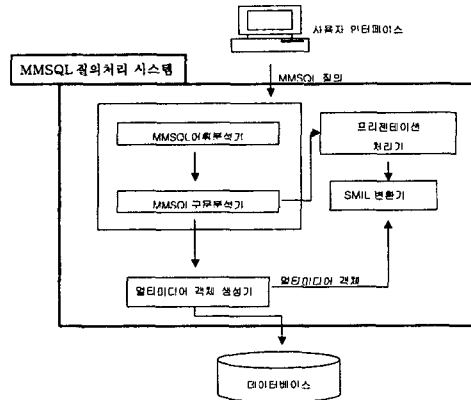 사용자 인터페이스
MMSQL 질의처리 시스템
MMSQL 질의
MMSQL어휘분석기
프리젠테이션
처리기
MMSQL 구문분석기
SMIL 변환기
멀티미디어 객체 생성기
멀티미디어 객체
데이터베이스